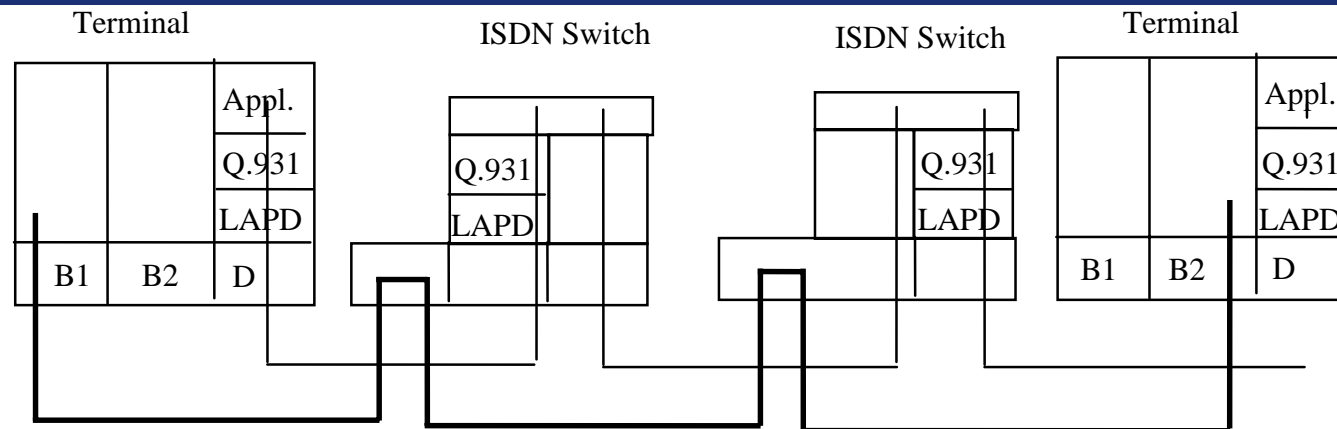 Terminal
ISDN Switch
ISDN Switch
Terminal
Appl.
Q.931
LAPD
B1 B2 D
Q.931
LAPD
Q.931
LAPD
Appl.
Q.931
LAPD
B1 B2 D